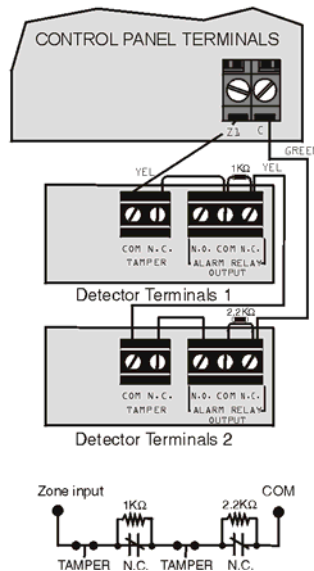 CONTROL PANEL TERMINALS
Z1 C
GREEN
YEL 1KΩ YEL
COM N.C. N.O. COM N.C.
TAMPER ALARM RELAY
OUTPUT
Detector Terminals 1
2.2KΩ
COM N.C. N.O. COM N.C.
TAMPER ALARM RELAY
OUTPUT
Detector Terminals 2
Zone input 1KΩ 2.2KΩ COM
TAMPER N.C. TAMPER N.C.